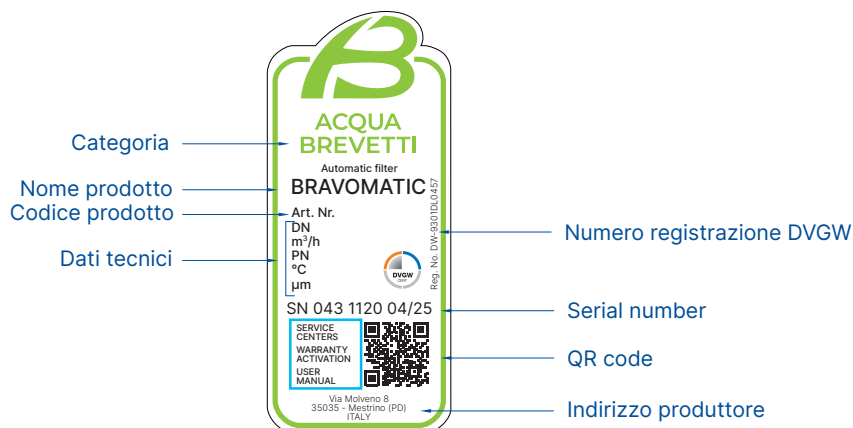 ACQUA
BREVETTI
Categoria
Automatic filter
Nome prodotto
BRAVOMATIC
Codice prodotto
Art. Nr.
DN
m³/h
PN
°C
µm
Dati tecnici
DVGW
CERT
Reg. No. DW-9301DL0457
Numero registrazione DVGW
SN 043 1120 04/25
Serial number
SERVICE
CENTERS
WARRANTY
ACTIVATION
USER
MANUAL
QR code
Via Molveno 8
35035 - Mestrino (PD)
ITALY
Indirizzo produttore